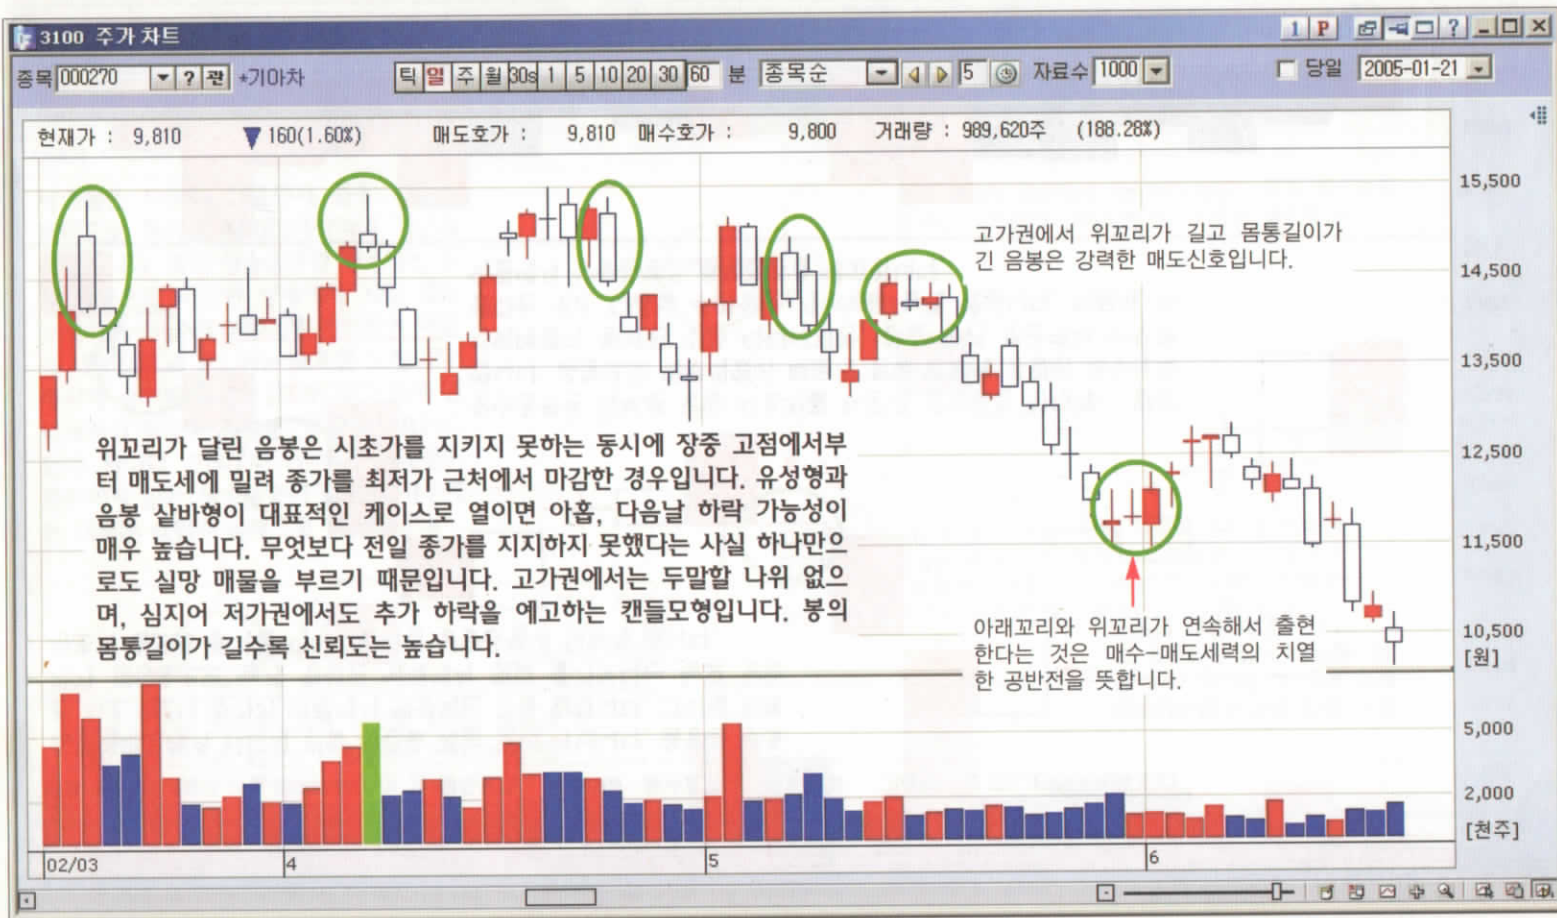 3100 주가 차트
1 P ?
종목 000270 ? 관 *기아차 틱 일 주 월 30s 1 5 10 20 30 60 분 종목순 5 자료수 1000 당일 2005-01-21
현재가 : 9,810 ▼ 160(1.60%) 매도호가 : 9,810 매수호가 : 9,800 거래량 : 989,620주 (188.28%)
15,500
고가권에서 위꼬리가 길고 몸통길이가
긴 음봉은 강력한 매도신호입니다.
14,500
13,500
12,500
11,500
10,500
[원]
위꼬리가 달린 음봉은 시초가를 지키지 못하는 동시에 장중 고점에서부
터 매도세에 밀려 종가를 최저가 근처에서 마감한 경우입니다. 유성형과
음봉 샅바형이 대표적인 케이스로 열이면 아홉, 다음날 하락 가능성이
매우 높습니다. 무엇보다 전일 종가를 지지하지 못했다는 사실 하나만으
로도 실망 매물을 부르기 때문입니다. 고가권에서는 두말할 나위 없으
며, 심지어 저가권에서도 추가 하락을 예고하는 캔들모형입니다. 봉의
몸통길이가 길수록 신뢰도는 높습니다.
아래꼬리와 위꼬리가 연속해서 출현
한다는 것은 매수-매도세력의 치열
한 공반전을 뜻합니다.
5,000
2,000
[천주]
02/03 4 5 6